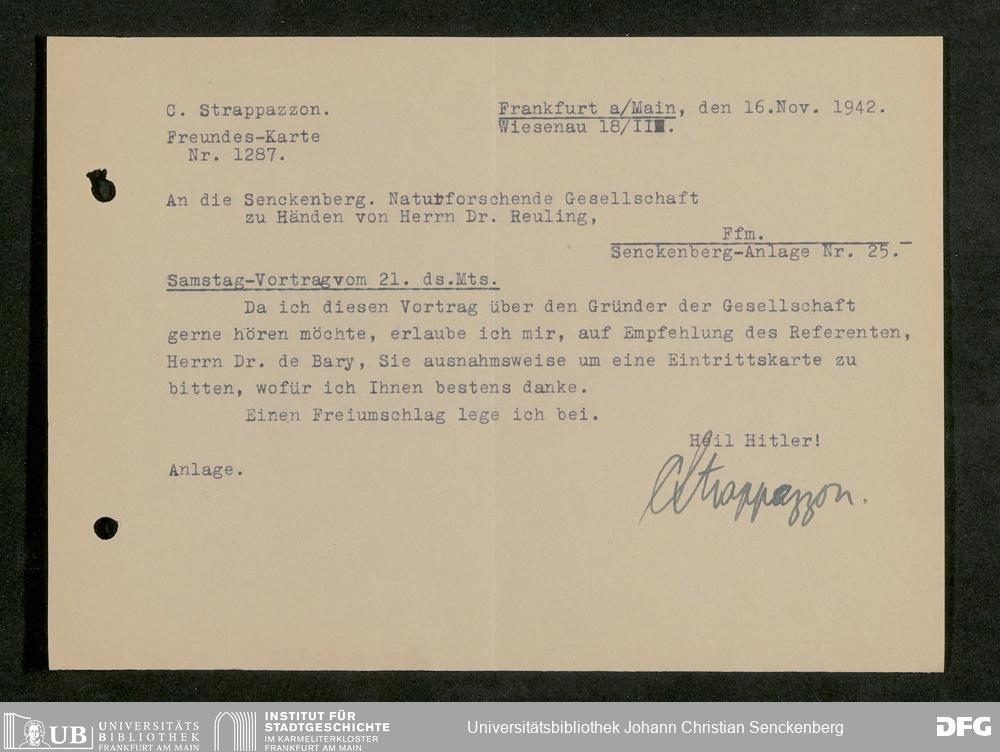 C. Strappazzon.
Frankfurt a/Main, den 16.Nov. 1942.
Wiesenau 18/II.
Freundes-Karte
Nr. 1287.
An die Senckenberg. Naturforschende Gesellschaft
zu Händen von Herrn Dr. Reuling,
Ffm.
Senckenberg-Anlage Nr. 25.
Samstag-Vortragvom 21. ds.Mts.
Da ich diesen Vortrag über den Gründer der Gesellschaft
gerne hören möchte, erlaube ich mir, auf Empfehlung des Referenten,
Herrn Dr. de Bary, Sie ausnahmsweise um eine Eintrittskarte zu
bitten, wofür ich Ihnen bestens danke.
Einen Freiumschlag lege ich bei.
Heil Hitler!
Anlage.
CStrappazzon.
UB UNIVERSITÄTS
BIBLIOTHEK
FRANKFURT AM MAIN
INSTITUT FÜR
STADTGESCHICHTE
IM KARMELITERKLOSTER
FRANKFURT AM MAIN
Universitätsbibliothek Johann Christian Senckenberg
DFG